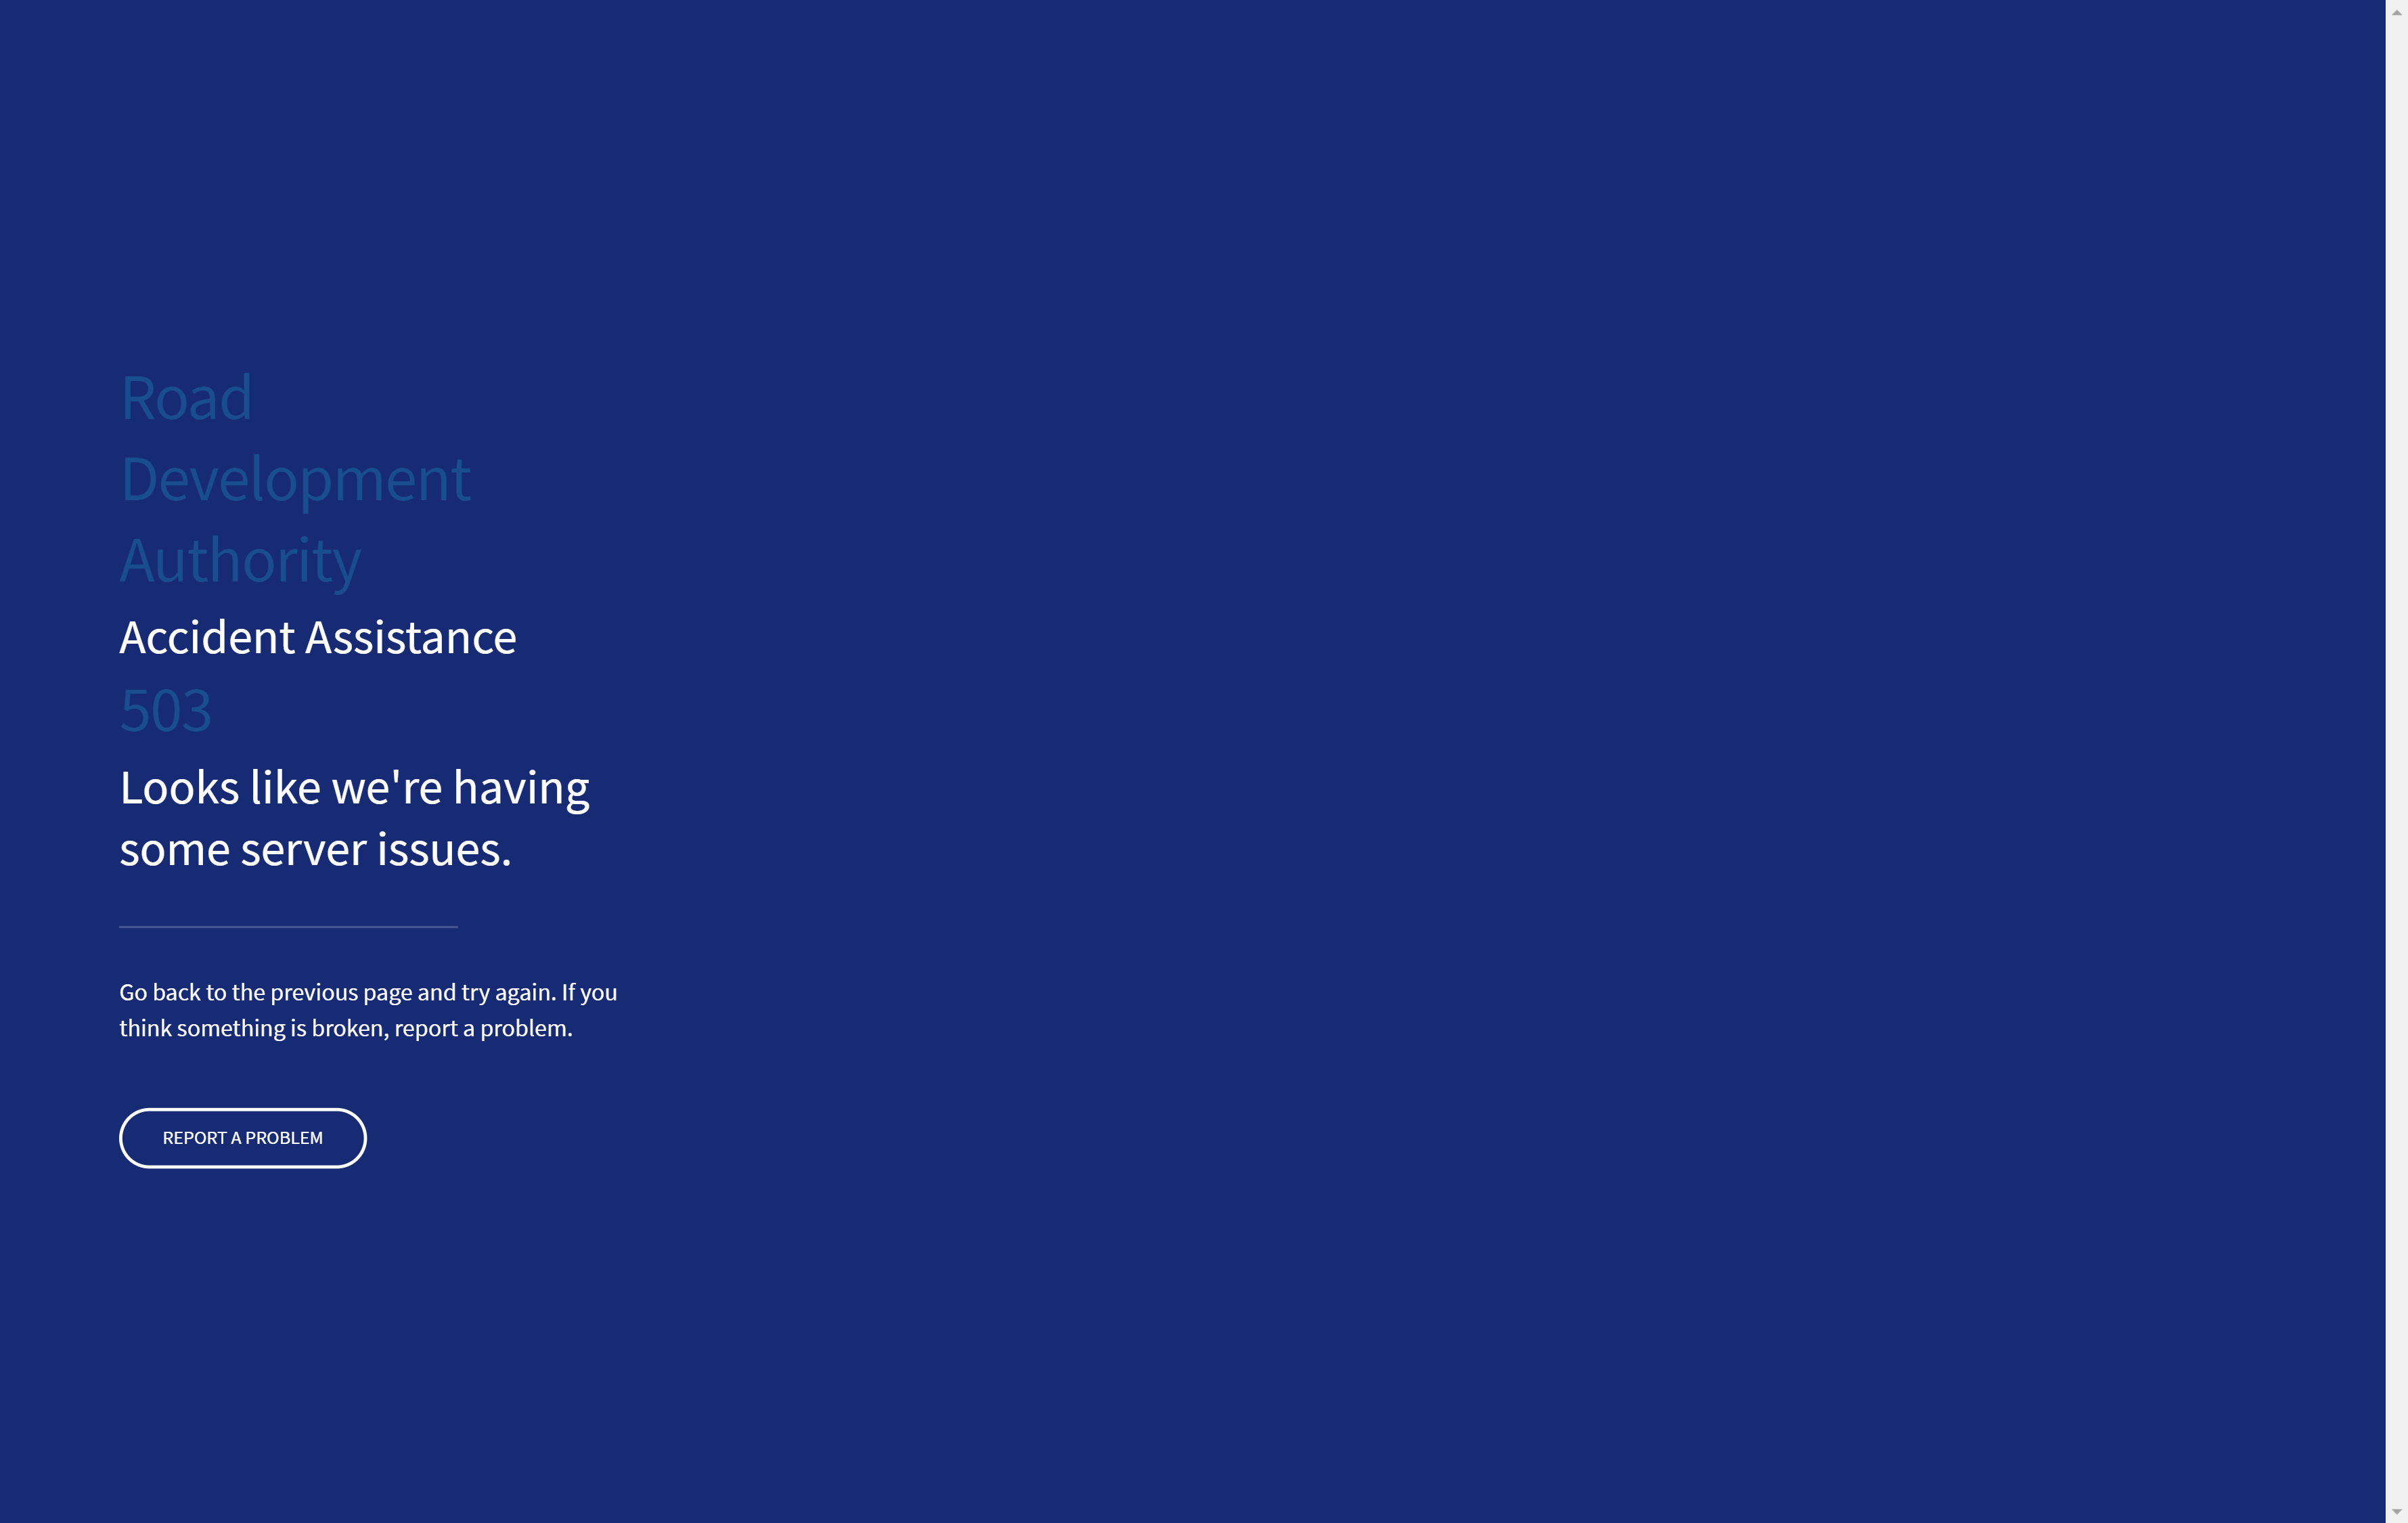 Road
Development
Authority
Accident Assistance
503
Looks like we're having
some server issues.
Go back to the previous page and try again. If you
think something is broken, report a problem.
REPORT A PROBLEM